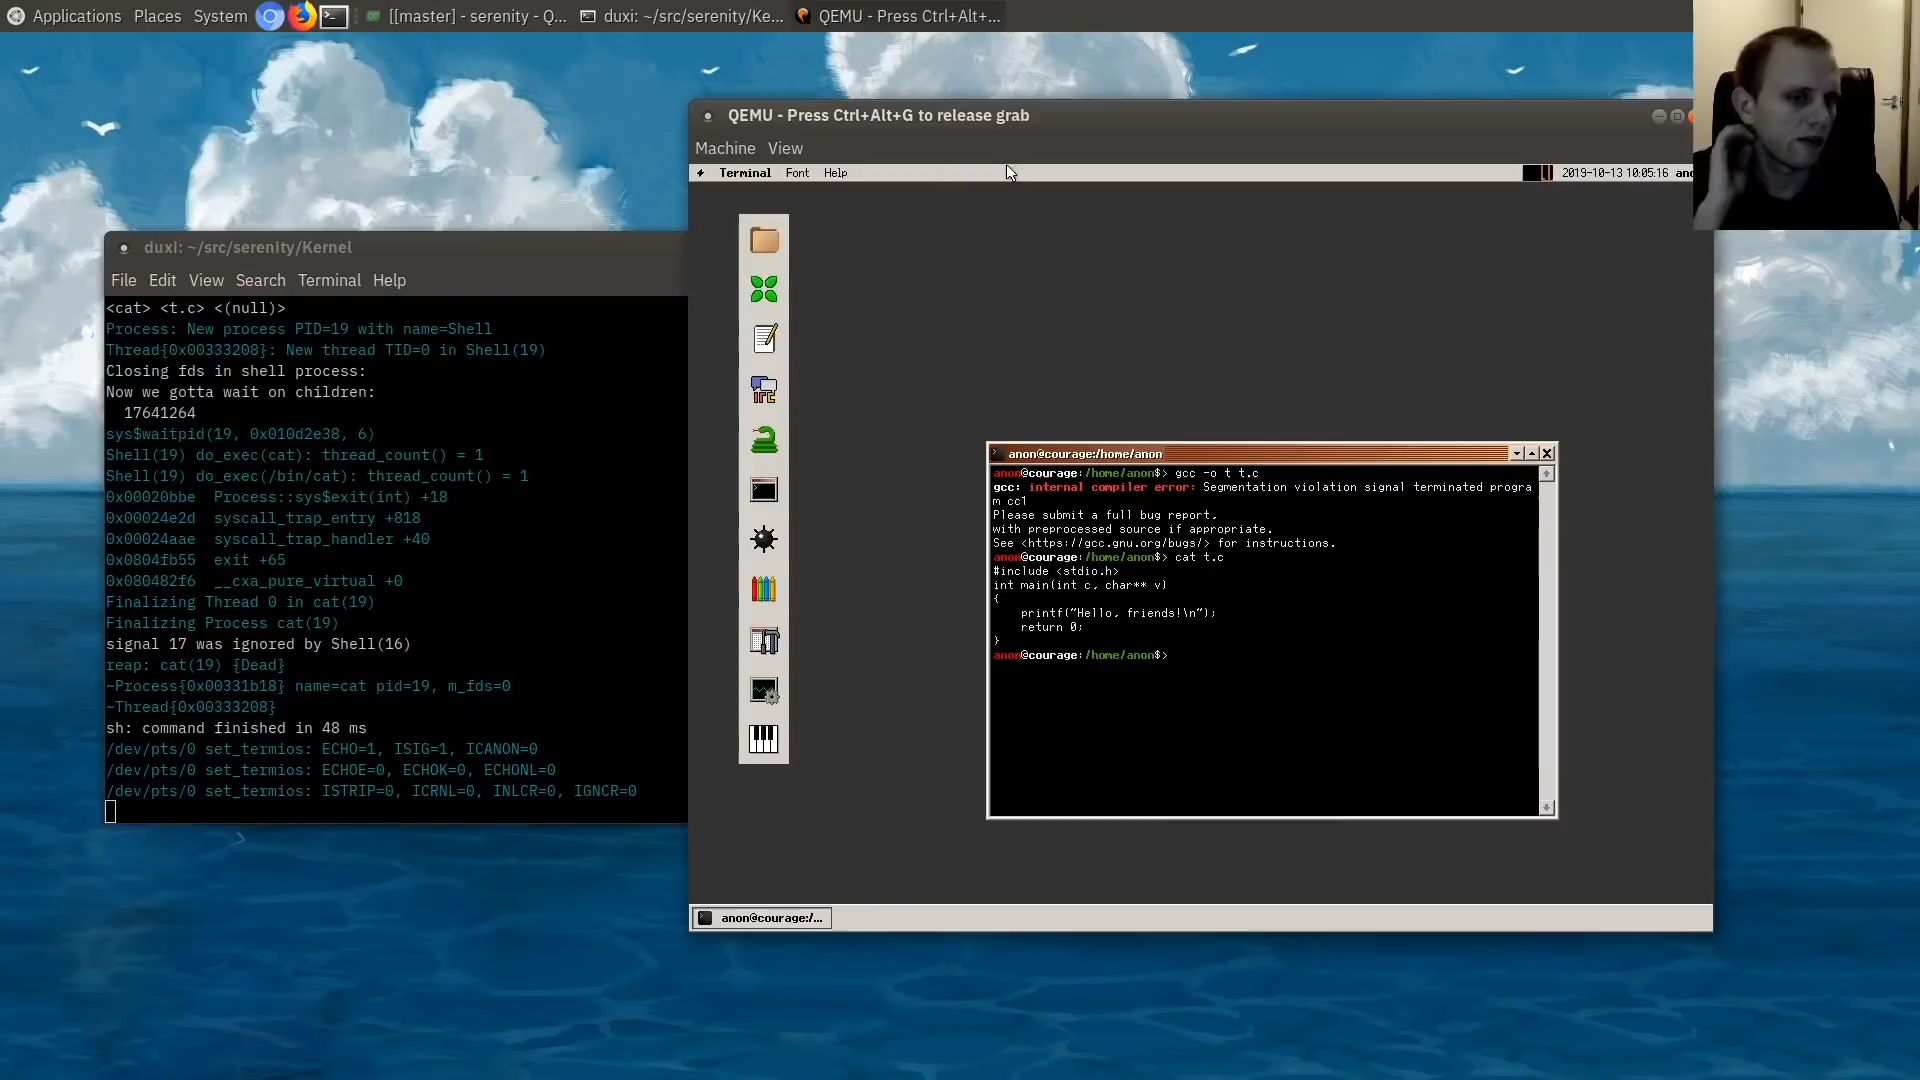 Applications Places System [[master] - serenity - Q... duxi: ~/src/serenity/Ke... QEMU - Press Ctrl+Alt+...
QEMU - Press Ctrl+Alt+G to release grab
Machine View
Terminal Font Help 2019-10-13 10:05:16
IRC
duxi: ~/src/serenity/Kernel
File Edit View Search Terminal Help
<cat> <t.c> <(null)>
Process: New process PID=19 with name=Shell
Thread{0x00333208}: New thread TID=0 in Shell(19)
Closing fds in shell process:
Now we gotta wait on children:
17641264
sys$waitpid(19, 0x010d2e38, 6)
Shell(19) do_exec(cat): thread_count() = 1
Shell(19) do_exec(/bin/cat): thread_count() = 1
0x00020bbe Process::sys$exit(int) +18
0x00024e2d syscall_trap_entry +818
0x00024aae syscall_trap_handler +40
0x0804fb55 exit +65
0x080482f6 __cxa_pure_virtual +0
Finalizing Thread 0 in cat(19)
Finalizing Process cat(19)
signal 17 was ignored by Shell(16)
reap: cat(19) {Dead}
~Process{0x00331b18} name=cat pid=19, m_fds=0
~Thread{0x00333208}
sh: command finished in 48 ms
/dev/pts/0 set_termios: ECHO=1, ISIG=1, ICANON=0
/dev/pts/0 set_termios: ECHOE=0, ECHOK=0, ECHONL=0
/dev/pts/0 set_termios: ISTRIP=0, ICRNL=0, INLCR=0, IGNCR=0
anon@courage:/home/anon
anon@courage:/home/anon$> gcc -o t t.c
gcc: internal compiler error: Segmentation violation signal terminated progra
m cc1
Please submit a full bug report,
with preprocessed source if appropriate.
See <https://gcc.gnu.org/bugs/> for instructions.
anon@courage:/home/anon$> cat t.c
#include <stdio.h>
int main(int c, char** v)
{
printf("Hello, friends!\n");
return 0;
}
anon@courage:/home/anon$>
anon@courage:/...